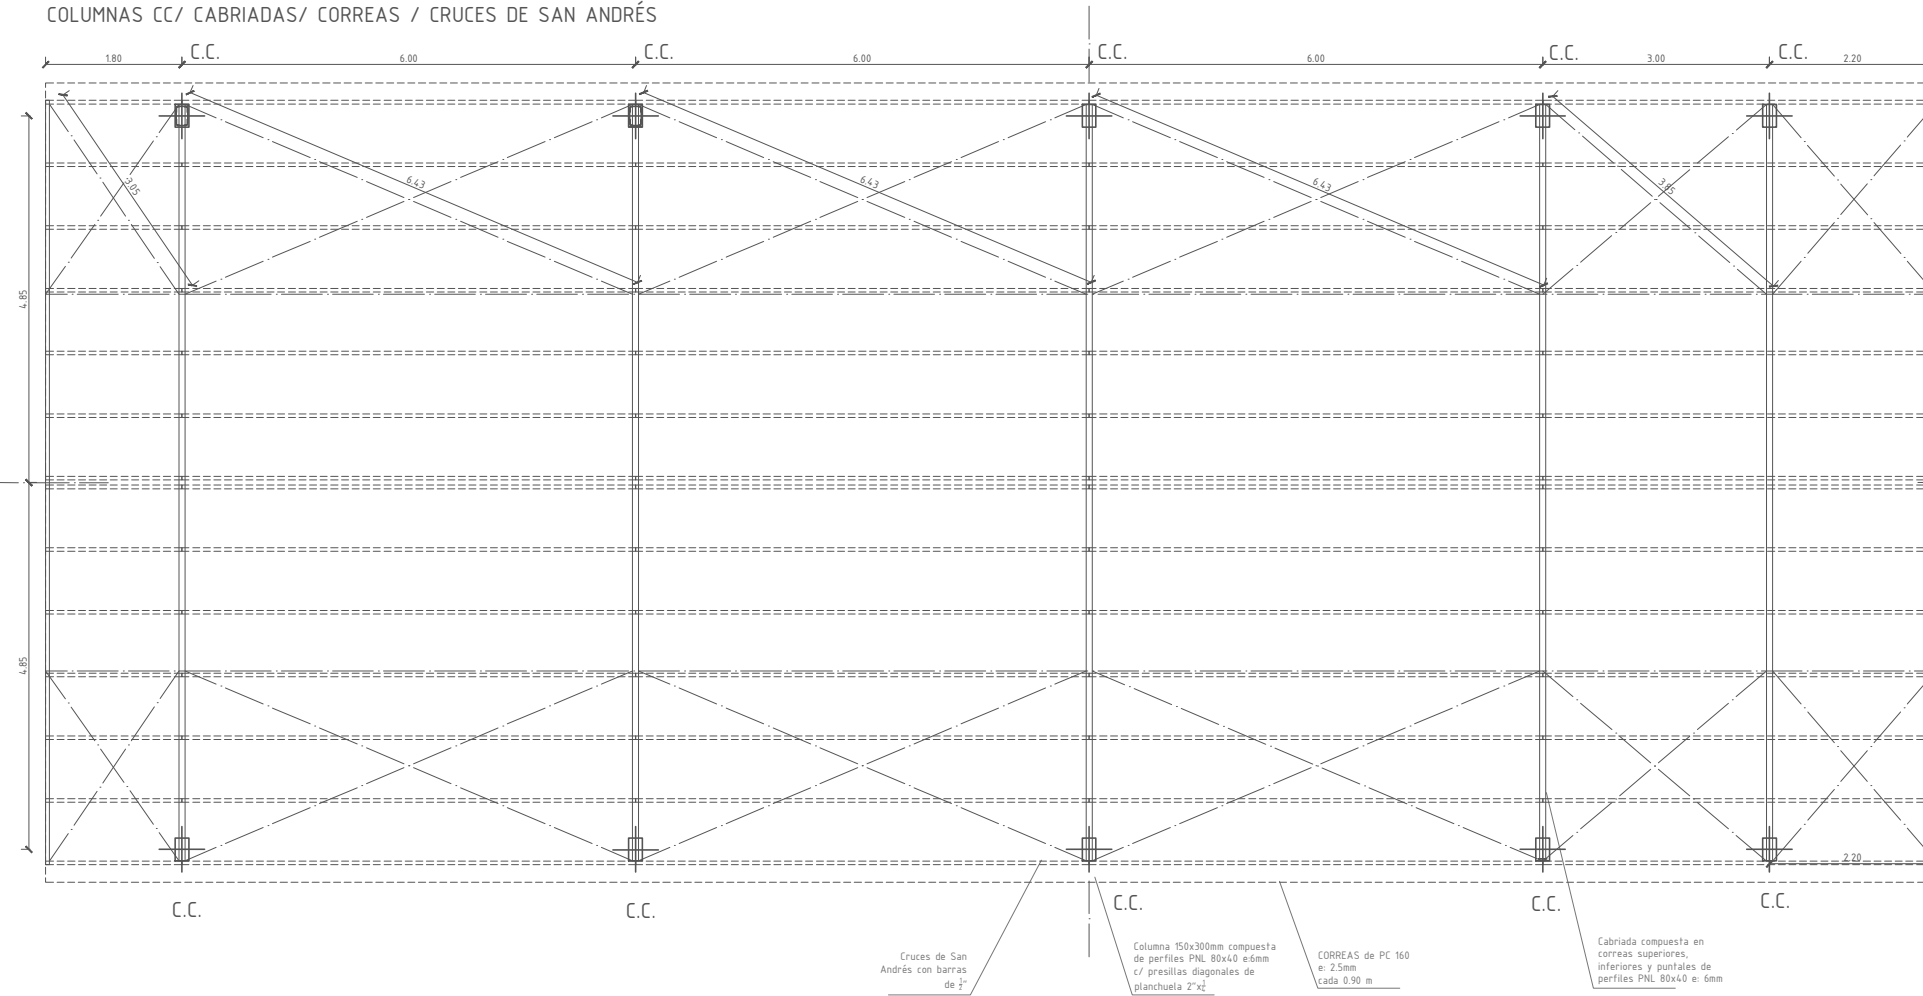 COLUMNAS CC/ CABRIADAS/ CORREAS / CRUCES DE SAN ANDRÉS
C.C. C.C. C.C. C.C. C.C.
1.80 6.00 6.00 6.00 3.00 2.20
3.05 6.43 6.43 6.43 3.85
4.85
4.85
2.20
C.C. C.C. C.C. C.C. C.C.
Cruces de San
Andrés con barras
de ½"
Columna 150x300mm compuesta
de perfiles PNL 80x40 e:6mm
c/ presillas diagonales de
planchuela 2"x
CORREAS de PC 160
e: 2.5mm
cada 0.90 m
Cabriada compuesta en
correas superiores,
inferiores y puntales de
perfiles PNL 80x40 e: 6mm